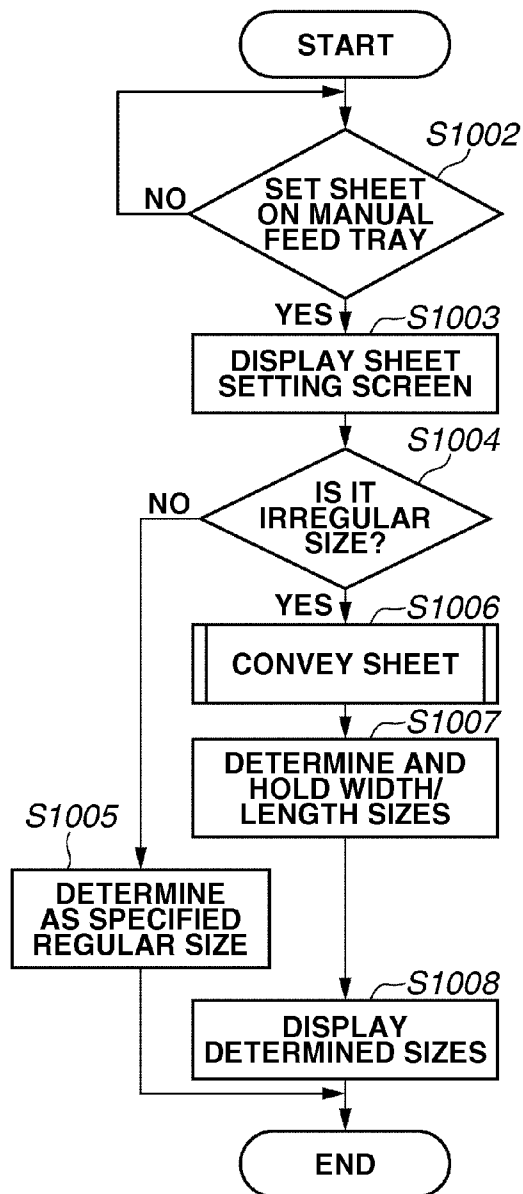 START
S1002
SET SHEET
ON MANUAL
FEED TRAY
NO
YES
S1003
DISPLAY SHEET
SETTING SCREEN
S1004
IS IT
IRREGULAR
SIZE?
NO
YES
S1006
CONVEY SHEET
S1007
DETERMINE AND
HOLD WIDTH/
LENGTH SIZES
S1005
DETERMINE
AS SPECIFIED
REGULAR SIZE
S1008
DISPLAY
DETERMINED SIZES
END